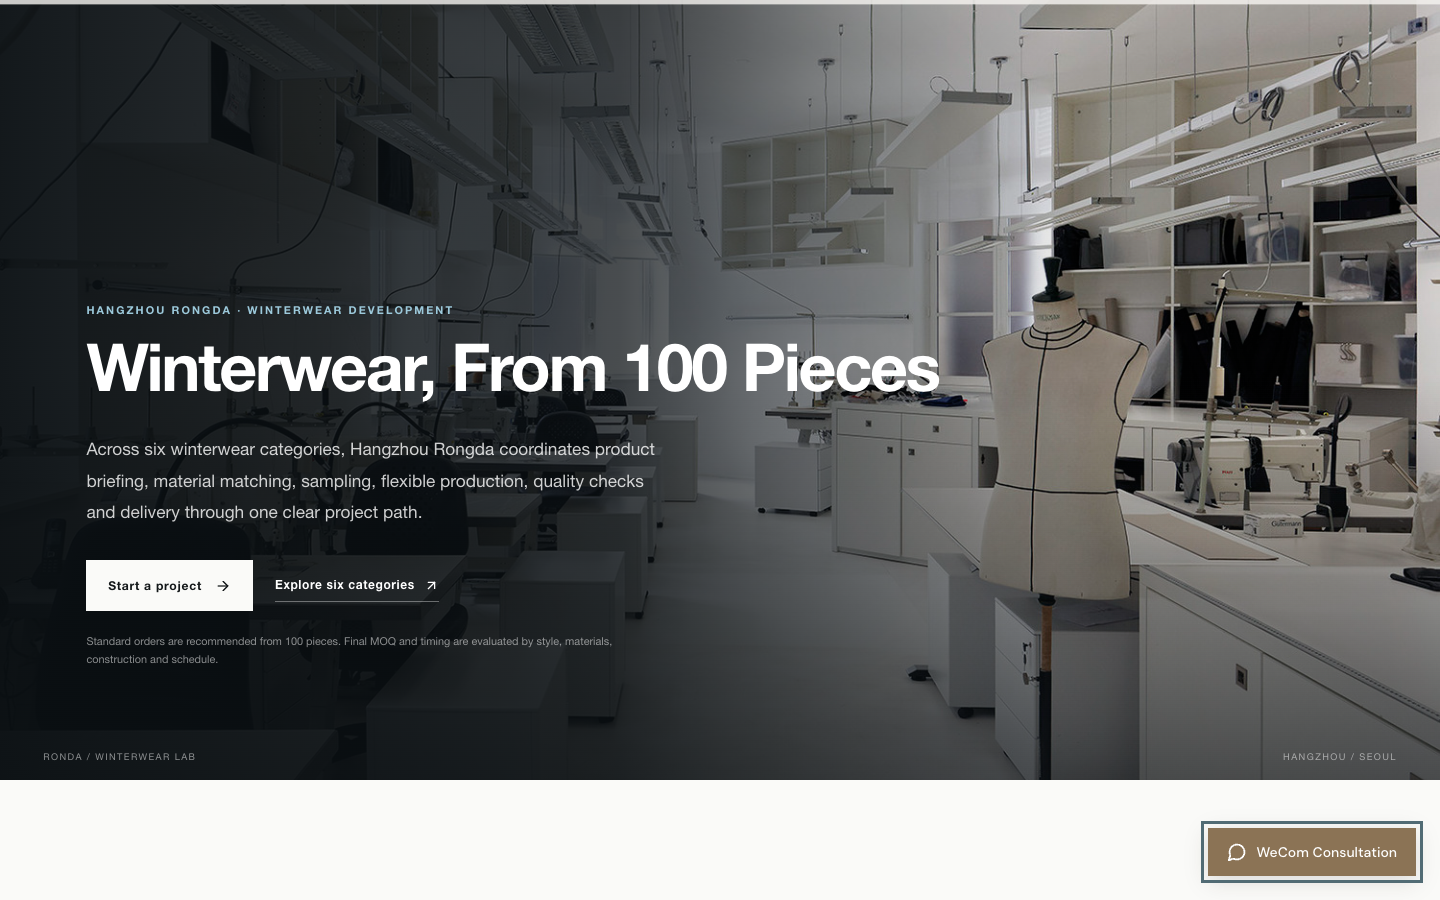 HANGZHOU RONGDA · WINTERWEAR DEVELOPMENT
Winterwear, From 100 Pieces
Across six winterwear categories, Hangzhou Rongda coordinates product
briefing, material matching, sampling, flexible production, quality checks
and delivery through one clear project path.
Start a project →
Explore six categories ↗
Standard orders are recommended from 100 pieces. Final MOQ and timing are evaluated by style, materials,
construction and schedule.
RONDA / WINTERWEAR LAB
HANGZHOU / SEOUL
WeCom Consultation
Gütermann